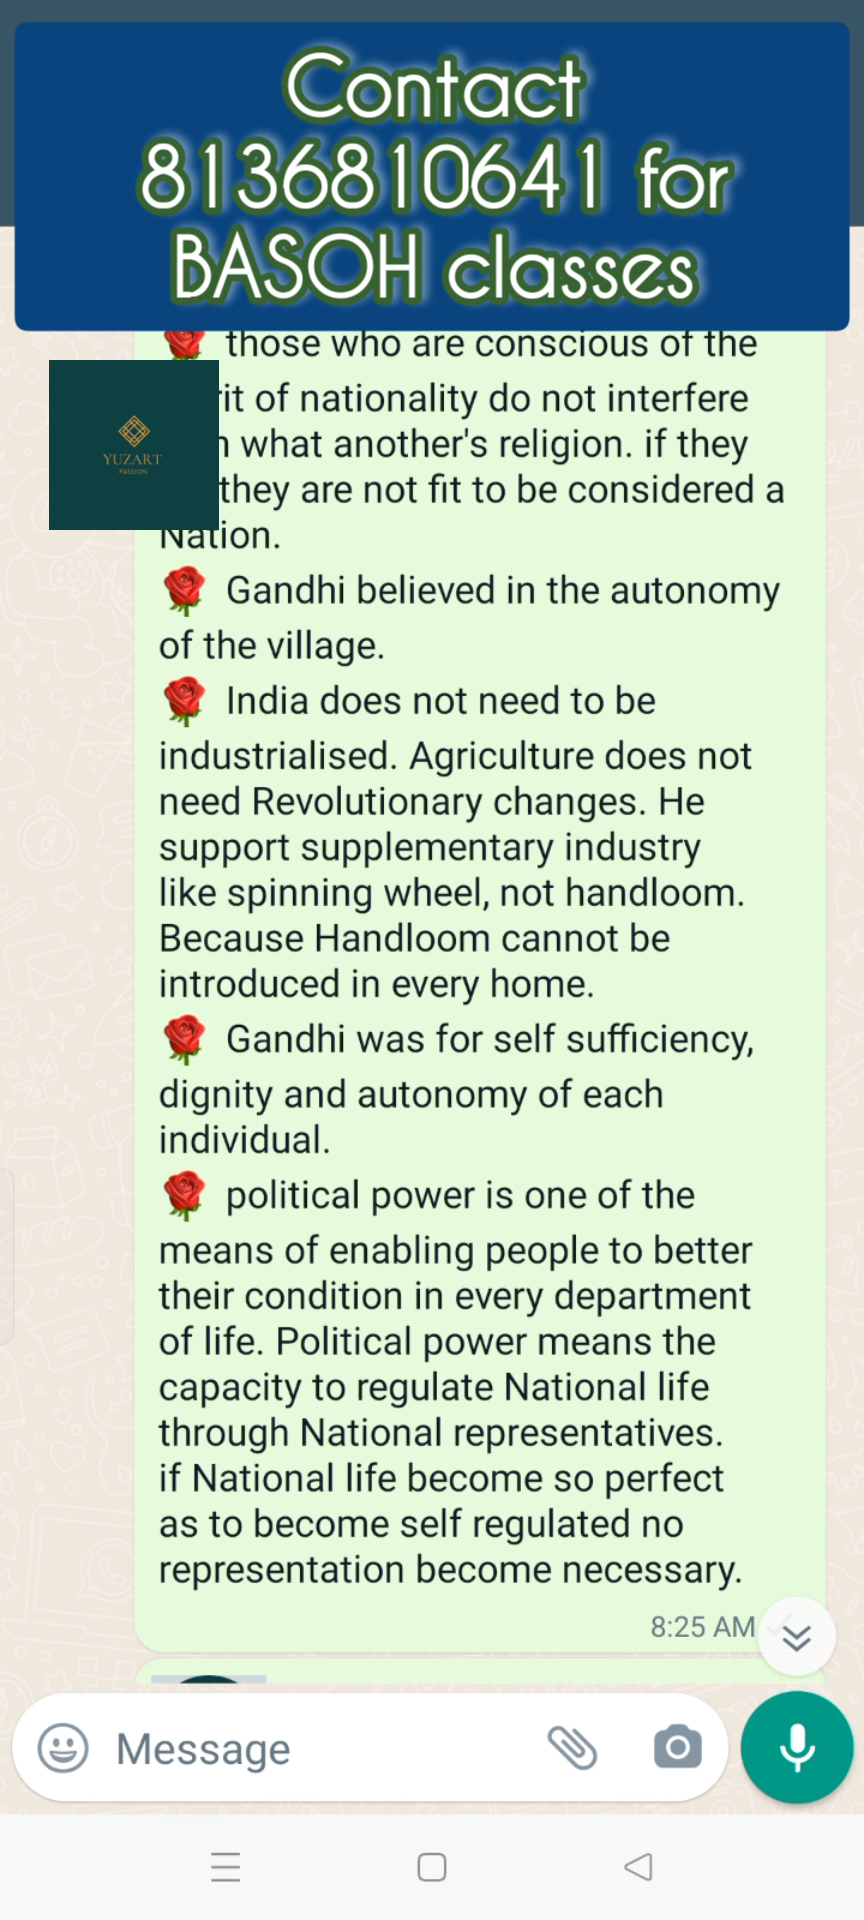 Contact
8136810641 for
BASOH classes
those who are conscious of the
rit of nationality do not interfere
what another's religion. if they
they are not fit to be considered a
Nation.
YUZART
PASSION
Gandhi believed in the autonomy
of the village.
India does not need to be
industrialised. Agriculture does not
need Revolutionary changes. He
support supplementary industry
like spinning wheel, not handloom.
Because Handloom cannot be
introduced in every home.
Gandhi was for self sufficiency,
dignity and autonomy of each
individual.
political power is one of the
means of enabling people to better
their condition in every department
of life. Political power means the
capacity to regulate National life
through National representatives.
if National life become so perfect
as to become self regulated no
representation become necessary.
8:25 AM
Message